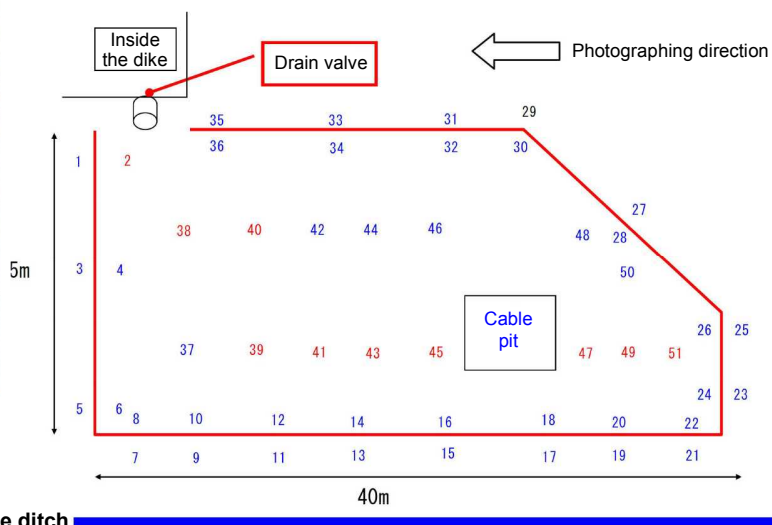 Inside
the dike
Drain valve
Photographing direction
35 33 31 29
36 34 32 30
1 2
27
38 40 42 44 46 48 28
5m 3 4 50
Cable
pit
26 25
37 39 41 43 45 47 49 51
24 23
5 6
8 10 12 14 16 18 20 22
7 9 11 13 15 17 19 21
40m
e ditch